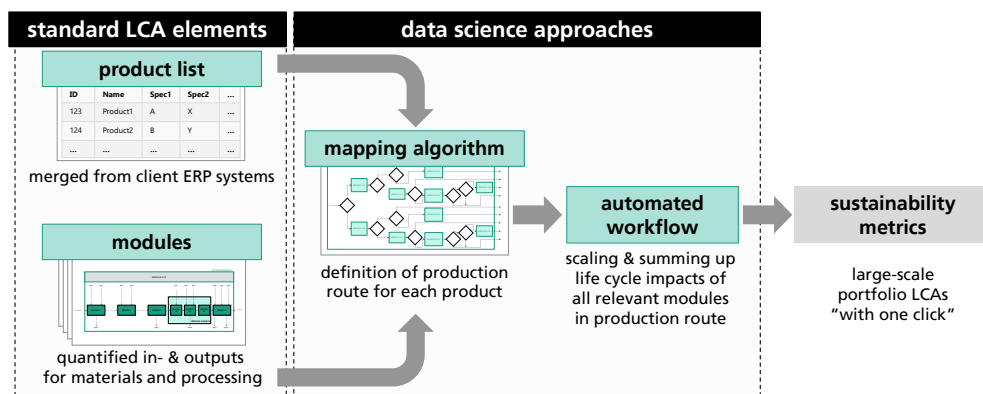 standard LCA elements
data science approaches
product list
ID Name Spec1 Spec2 ...
123 Product1 A X ...
124 Product2 B Y ...
... ... ... ... ...
merged from client ERP systems
modules
quantified in- & outputs
for materials and processing
mapping algorithm
definition of production
route for each product
automated
workflow
scaling & summing up
life cycle impacts of
all relevant modules
in production route
sustainability
metrics
large-scale
portfolio LCAs
“with one click”